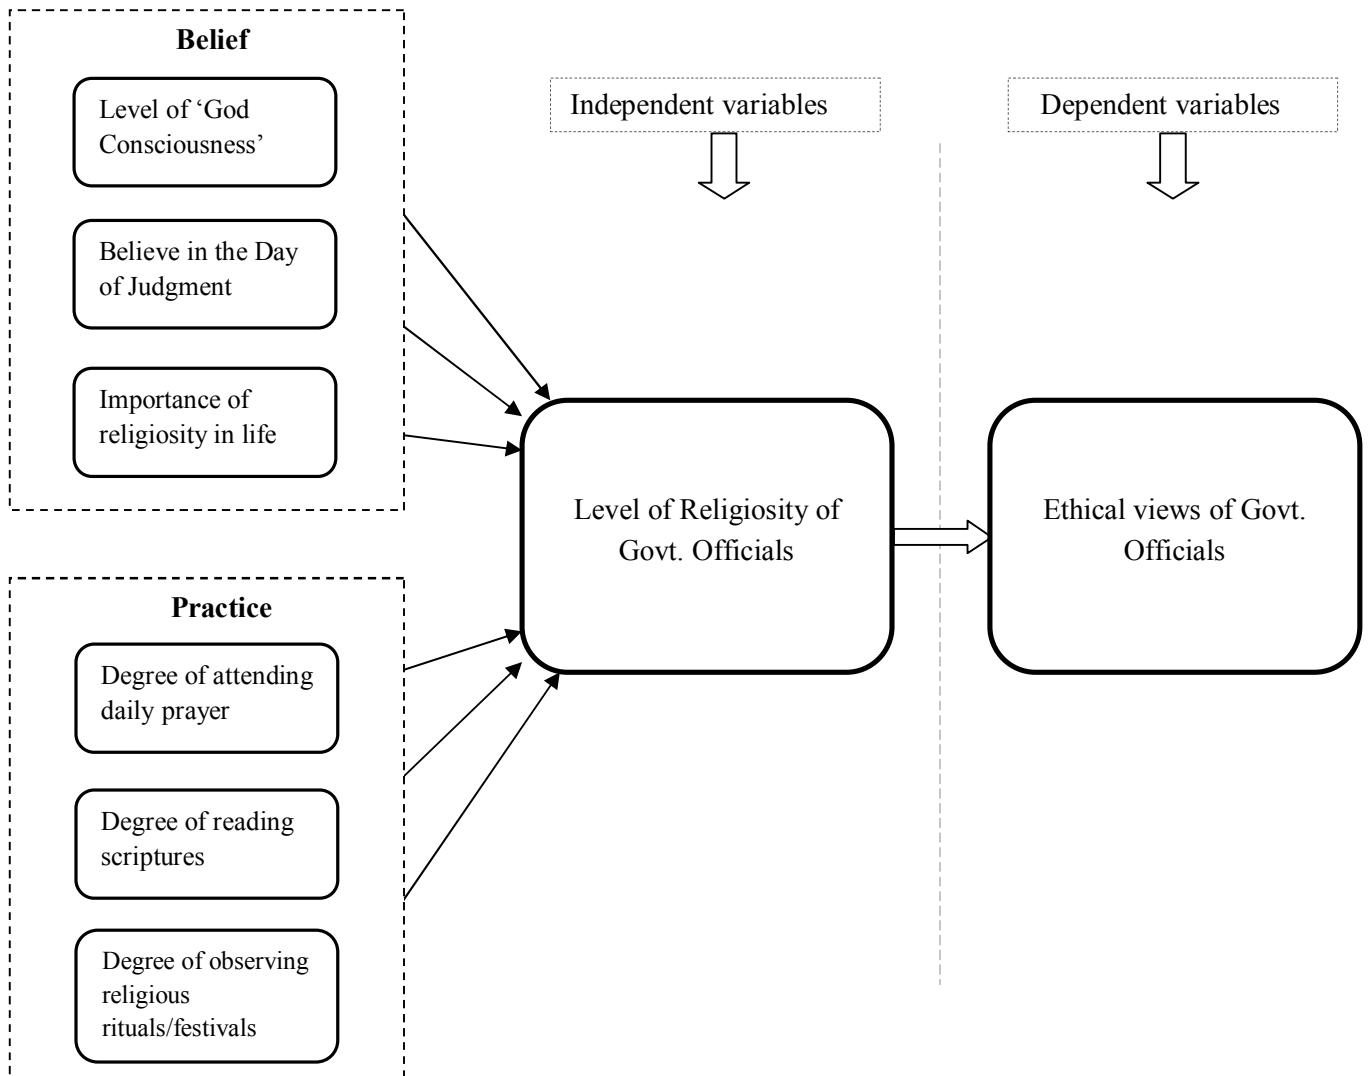 Belief
Level of ‘God
Consciousness’
Believe in the Day
of Judgment
Importance of
religiosity in life
Practice
Degree of attending
daily prayer
Degree of reading
scriptures
Degree of observing
religious
rituals/festivals
Independent variables
Level of Religiosity of
Govt. Officials
Dependent variables
Ethical views of Govt.
Officials